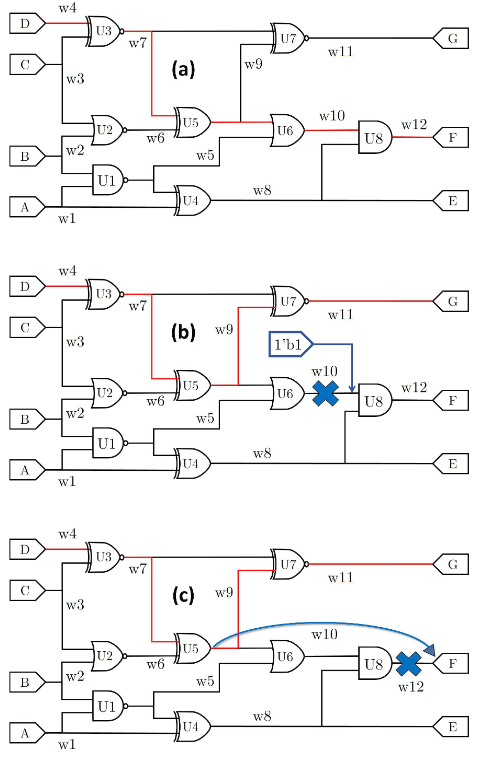 w4
D U3 U7 G
w7 w11
C (a) w9
w3
w10 w12
U5
U2 w6 U6 U8 F
B w2 w5
U1
w8
A U4 E
w1
w4
D U3 U7 G
w7 w11
C (b) w9 1'b1
w3
w10
U5 w12
U2 w6 U6 U8 F
B w2 w5
U1
w8
A U4 E
w1
w4
D U3 U7 G
w7 w11
C (c) w9
w3
w10
U5
U2 w6 U6 U8 F
B w2 w5 w12
U1
w8
A U4 E
w1